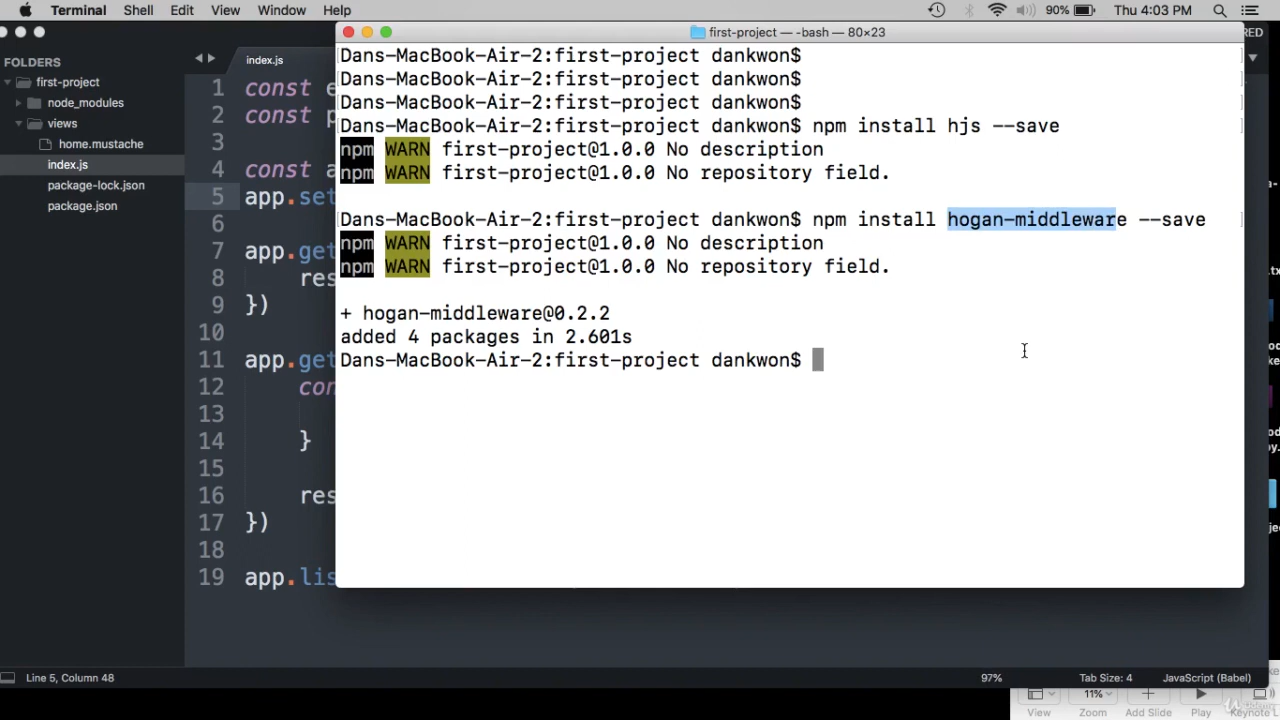 Terminal Shell Edit View Window Help 90% Thu 4:03 PM
first-project — -bash — 80×23
FOLDERS
first-project
node_modules
views
home.mustache
index.js
package-lock.json
package.json
index.js
1 const e
2 const p
3
4 const a
5 app.set
6
7 app.get
8 res
9 })
10
11 app.get
12 con
13
14 }
15
16 res
17 })
18
19 app.lis
Dans-MacBook-Air-2:first-project dankwon$
Dans-MacBook-Air-2:first-project dankwon$
Dans-MacBook-Air-2:first-project dankwon$
Dans-MacBook-Air-2:first-project dankwon$ npm install hjs --save
npm WARN first-project@1.0.0 No description
npm WARN first-project@1.0.0 No repository field.
Dans-MacBook-Air-2:first-project dankwon$ npm install hogan-middleware --save
npm WARN first-project@1.0.0 No description
npm WARN first-project@1.0.0 No repository field.
+ hogan-middleware@0.2.2
added 4 packages in 2.601s
Dans-MacBook-Air-2:first-project dankwon$
Line 5, Column 48 97% Tab Size: 4 JavaScript (Babel)
11%
View Zoom Add Slide Play Keynote L